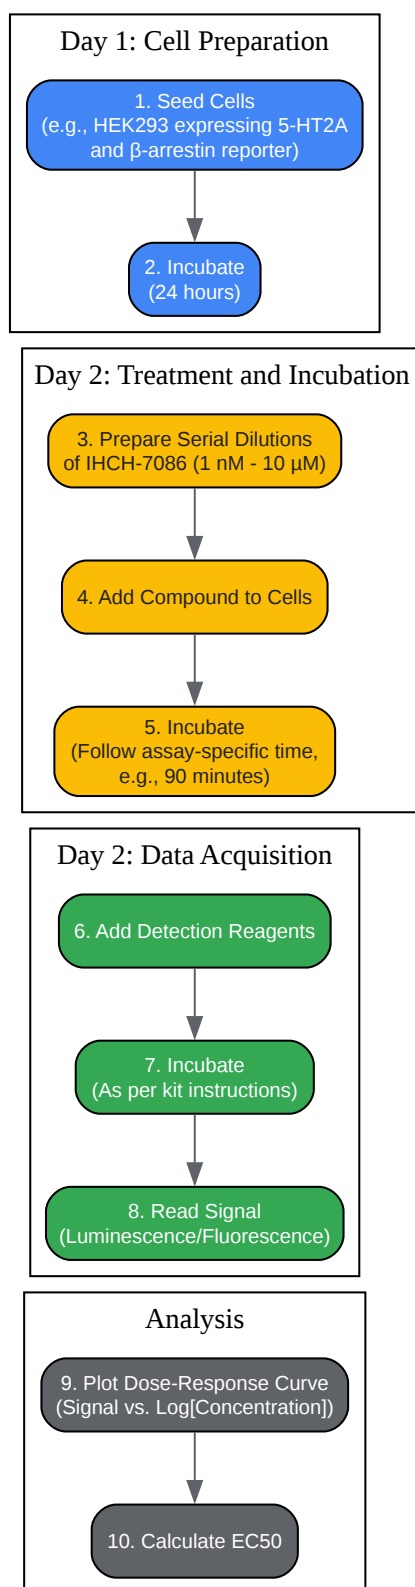 Day 1: Cell Preparation
1. Seed Cells
(e.g., HEK293 expressing 5-HT2A
and β-arrestin reporter)
2. Incubate
(24 hours)
Day 2: Treatment and Incubation
3. Prepare Serial Dilutions
of IHCH-7086 (1 nM - 10 µM)
4. Add Compound to Cells
5. Incubate
(Follow assay-specific time,
e.g., 90 minutes)
Day 2: Data Acquisition
6. Add Detection Reagents
7. Incubate
(As per kit instructions)
8. Read Signal
(Luminescence/Fluorescence)
Analysis
9. Plot Dose-Response Curve
(Signal vs. Log[Concentration])
10. Calculate EC50